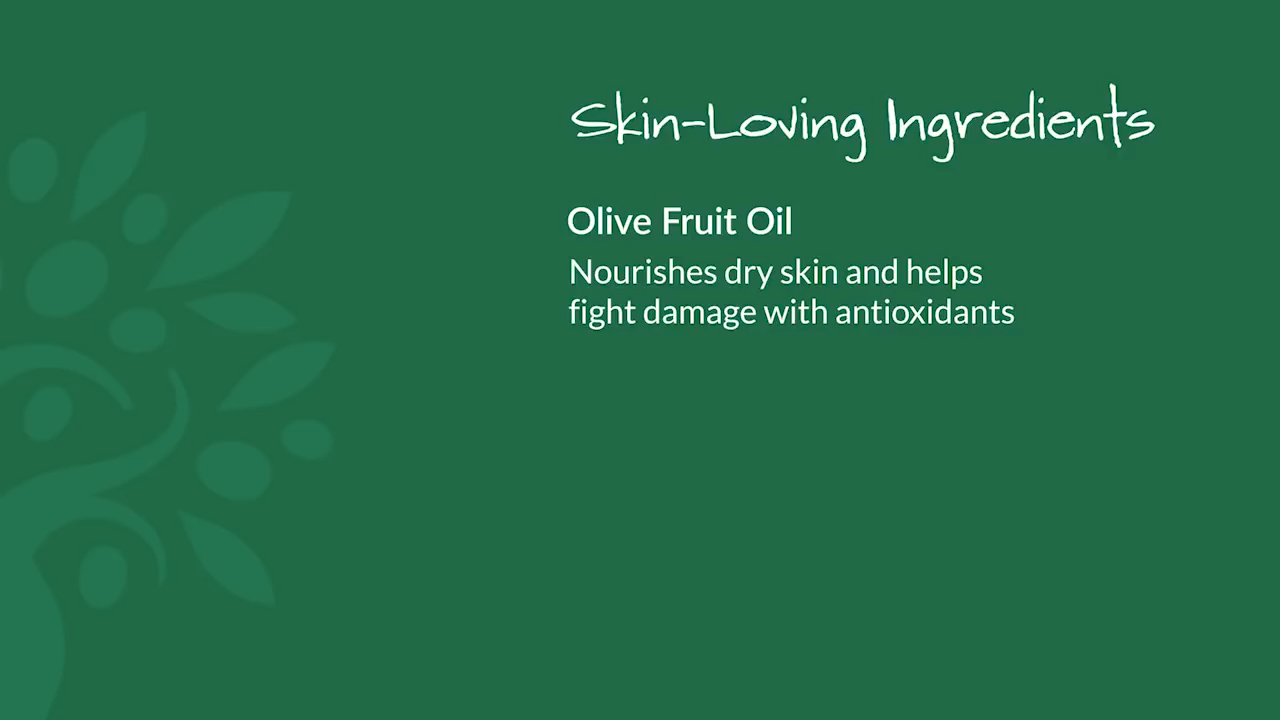 Skin-Loving Ingredients
Olive Fruit Oil
Nourishes dry skin and helps
fight damage with antioxidants